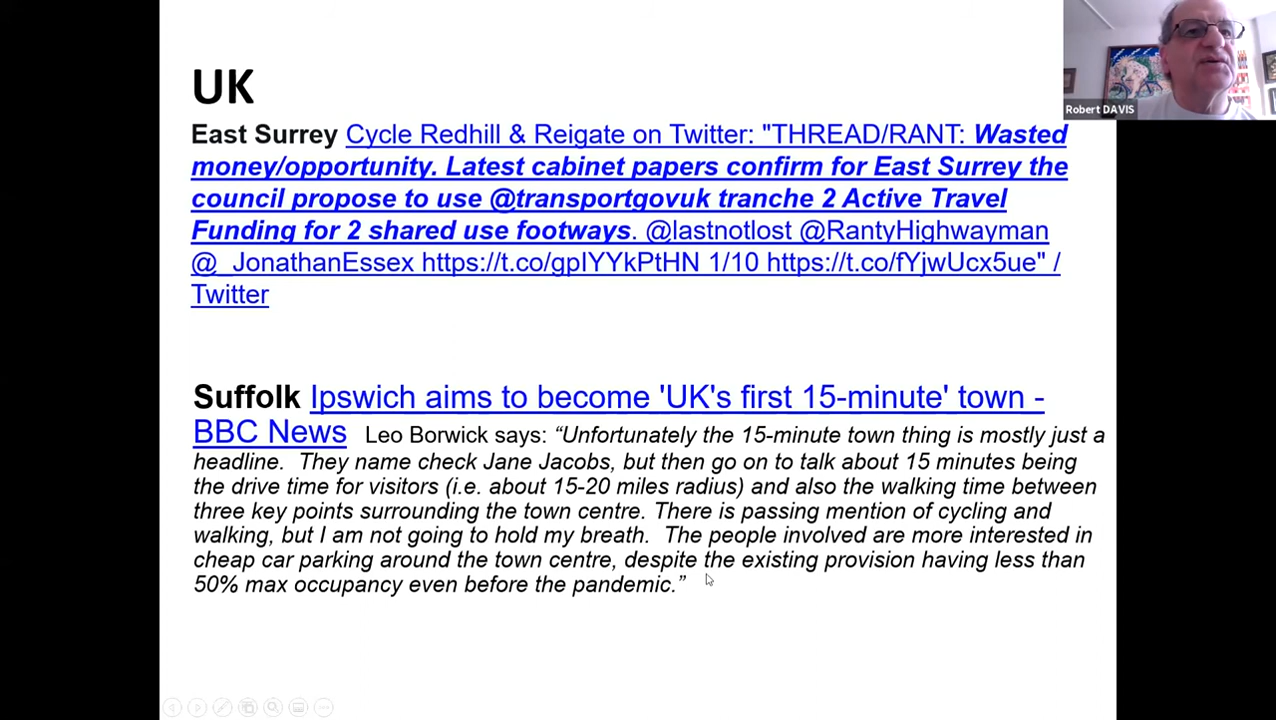 UK
Robert DAVIS
East Surrey Cycle Redhill & Reigate on Twitter: "THREAD/RANT: Wasted
money/opportunity. Latest cabinet papers confirm for East Surrey the
council propose to use @transportgovuk tranche 2 Active Travel
Funding for 2 shared use footways. @lastnotlost @RantyHighwayman
@_JonathanEssex https://t.co/gpIYYkPtHN 1/10 https://t.co/fYjwUcx5ue" /
Twitter
Suffolk Ipswich aims to become 'UK's first 15-minute' town -
BBC News Leo Borwick says: “Unfortunately the 15-minute town thing is mostly just a
headline. They name check Jane Jacobs, but then go on to talk about 15 minutes being
the drive time for visitors (i.e. about 15-20 miles radius) and also the walking time between
three key points surrounding the town centre. There is passing mention of cycling and
walking, but I am not going to hold my breath. The people involved are more interested in
cheap car parking around the town centre, despite the existing provision having less than
50% max occupancy even before the pandemic.”